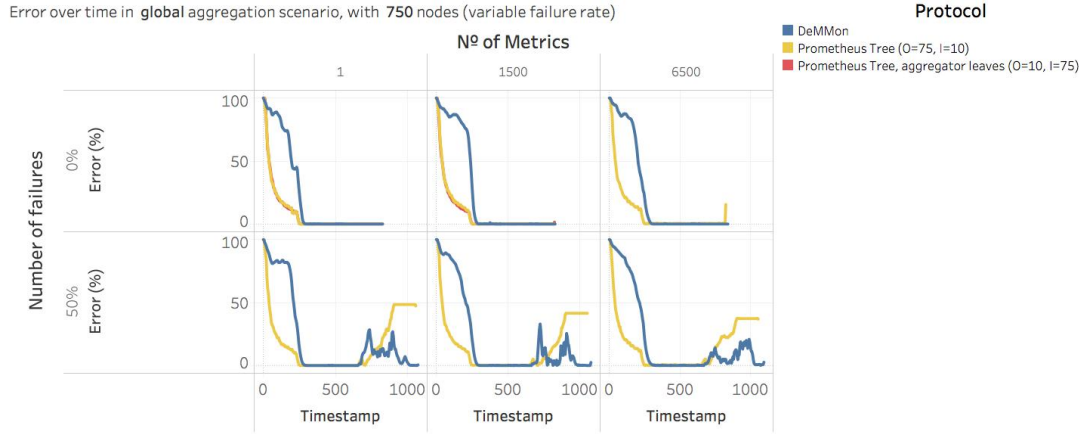 Error over time in global aggregation scenario, with 750 nodes (variable failure rate)
Protocol
DeMMon
Prometheus Tree (O=75, I=10)
Prometheus Tree, aggregator leaves (O=10, I=75)
Nº of Metrics
1 1500 6500
Number of failures
0%
Error (%)
100
50
0
50%
Error (%)
100
50
0
0 500 1000 0 500 1000 0 500 1000
Timestamp Timestamp Timestamp